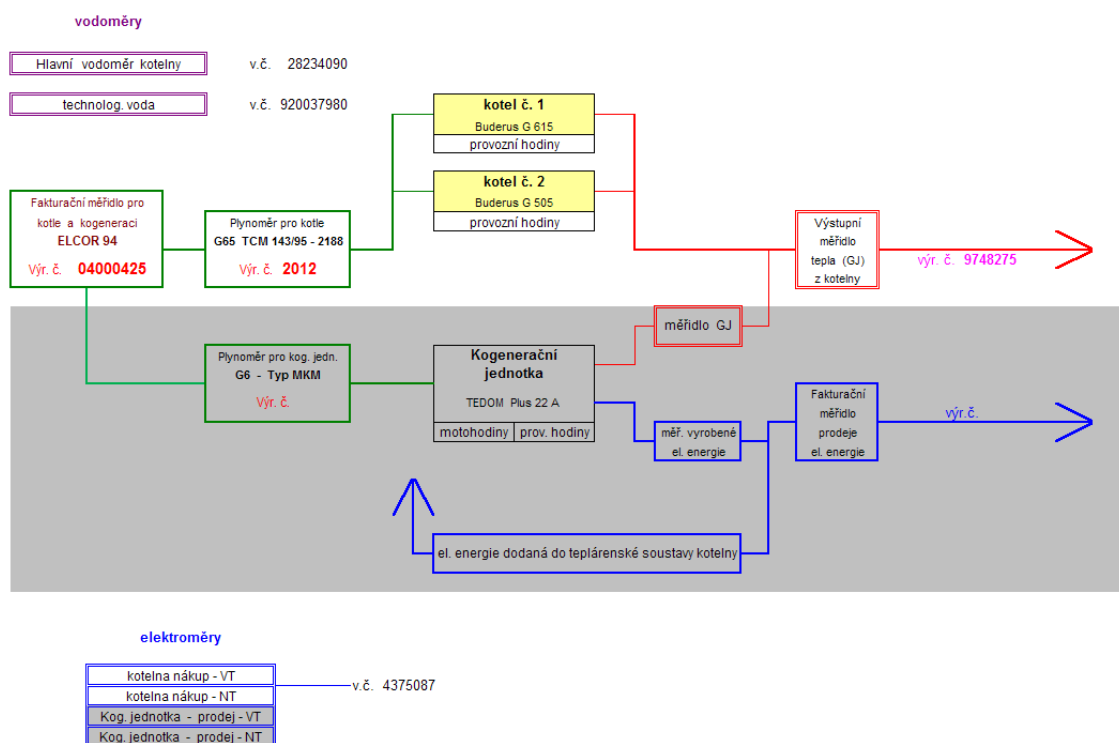 vodoměry
Hlavní vodoměr kotelny
v.č. 28234090
technolog. voda
v.č. 920037980
kotel č. 1
Buderus G 615
provozní hodiny
kotel č. 2
Buderus G 505
provozní hodiny
Fakturační měřidlo pro
kotle a kogeneraci
ELCOR 94
Výr. č. 04000425
Plynoměr pro kotle
G65 TCM 143/95 - 2188
Výr. č. 2012
Výstupní
měřidlo
tepla (GJ)
z kotelny
výr. č. 9748275
měřidlo GJ
Plynoměr pro kog. jedn.
G6 - Typ MKM
Výr. č.
Kogenerační
jednotka
TEDOM Plus 22 A
motohodiny
prov. hodiny
měř. vyrobené
el. energie
Fakturační
měřidlo
prodeje
el. energie
výr.č.
el. energie dodaná do teplárenské soustavy kotelny
elektroměry
kotelna nákup - VT
kotelna nákup - NT
v.č. 4375087
Kog. jednotka - prodej - VT
Kog. jednotka - prodej - NT